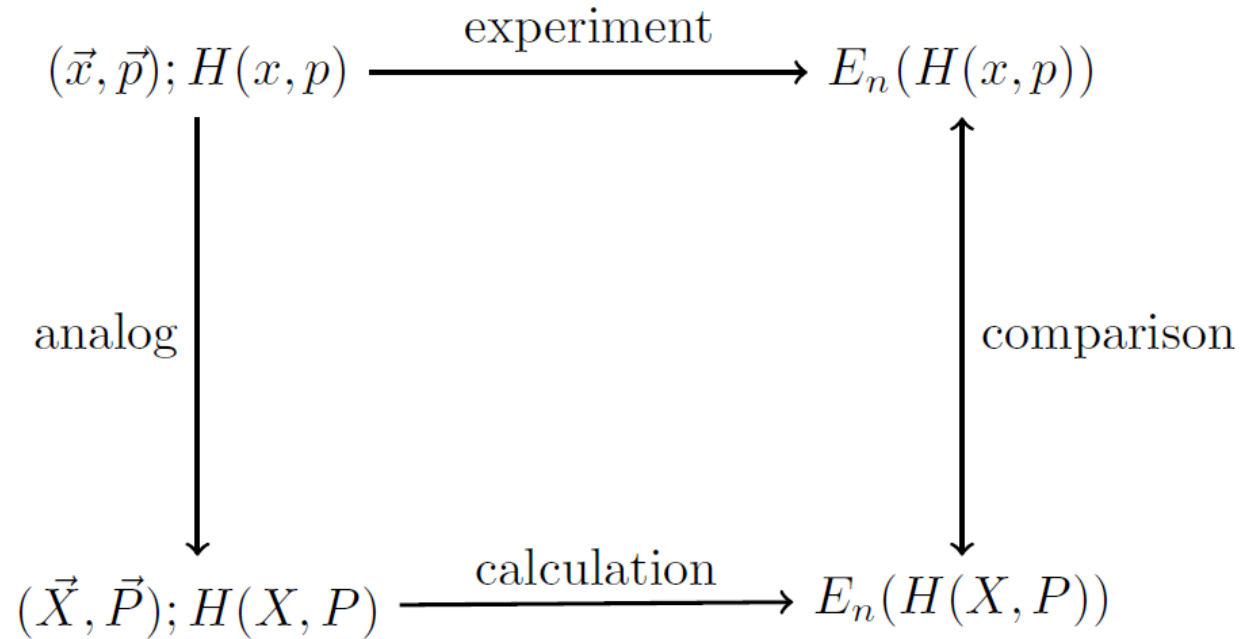 experiment
(x⃗, p⃗); H(x, p)
E_n(H(x, p))
analog
comparison
calculation
(X⃗, P⃗); H(X, P)
E_n(H(X, P))